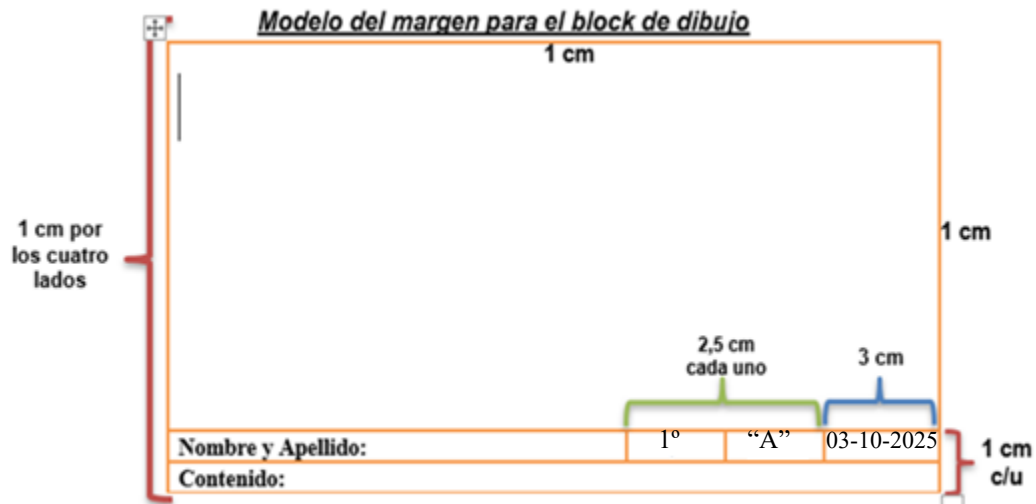 Modelo del margen para el block de dibujo
1 cm
1 cm por
los cuatro
lados
1 cm
2,5 cm
cada uno
3 cm
Nombre y Apellido:
1º
“A”
03-10-2025
Contenido:
1 cm
c/u